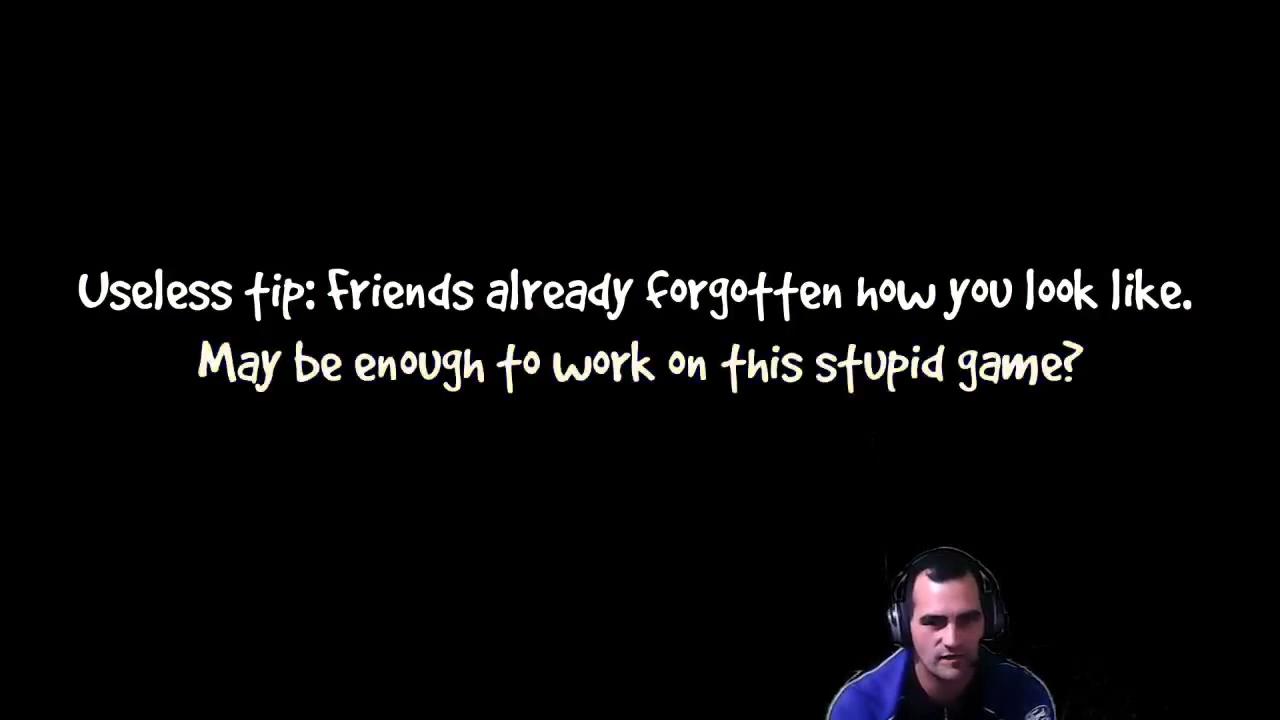 Useless tip: Friends already forgotten how you look like.
May be enough to work on this stupid game?